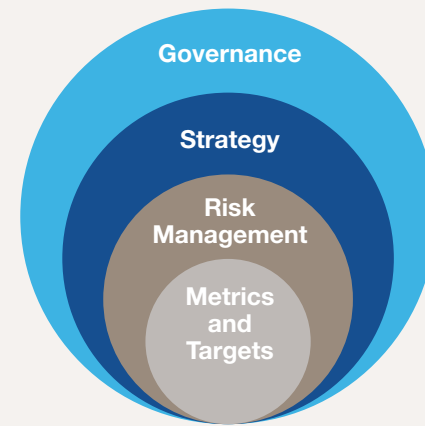 Governance
Strategy
Risk
Management
Metrics
and
Targets